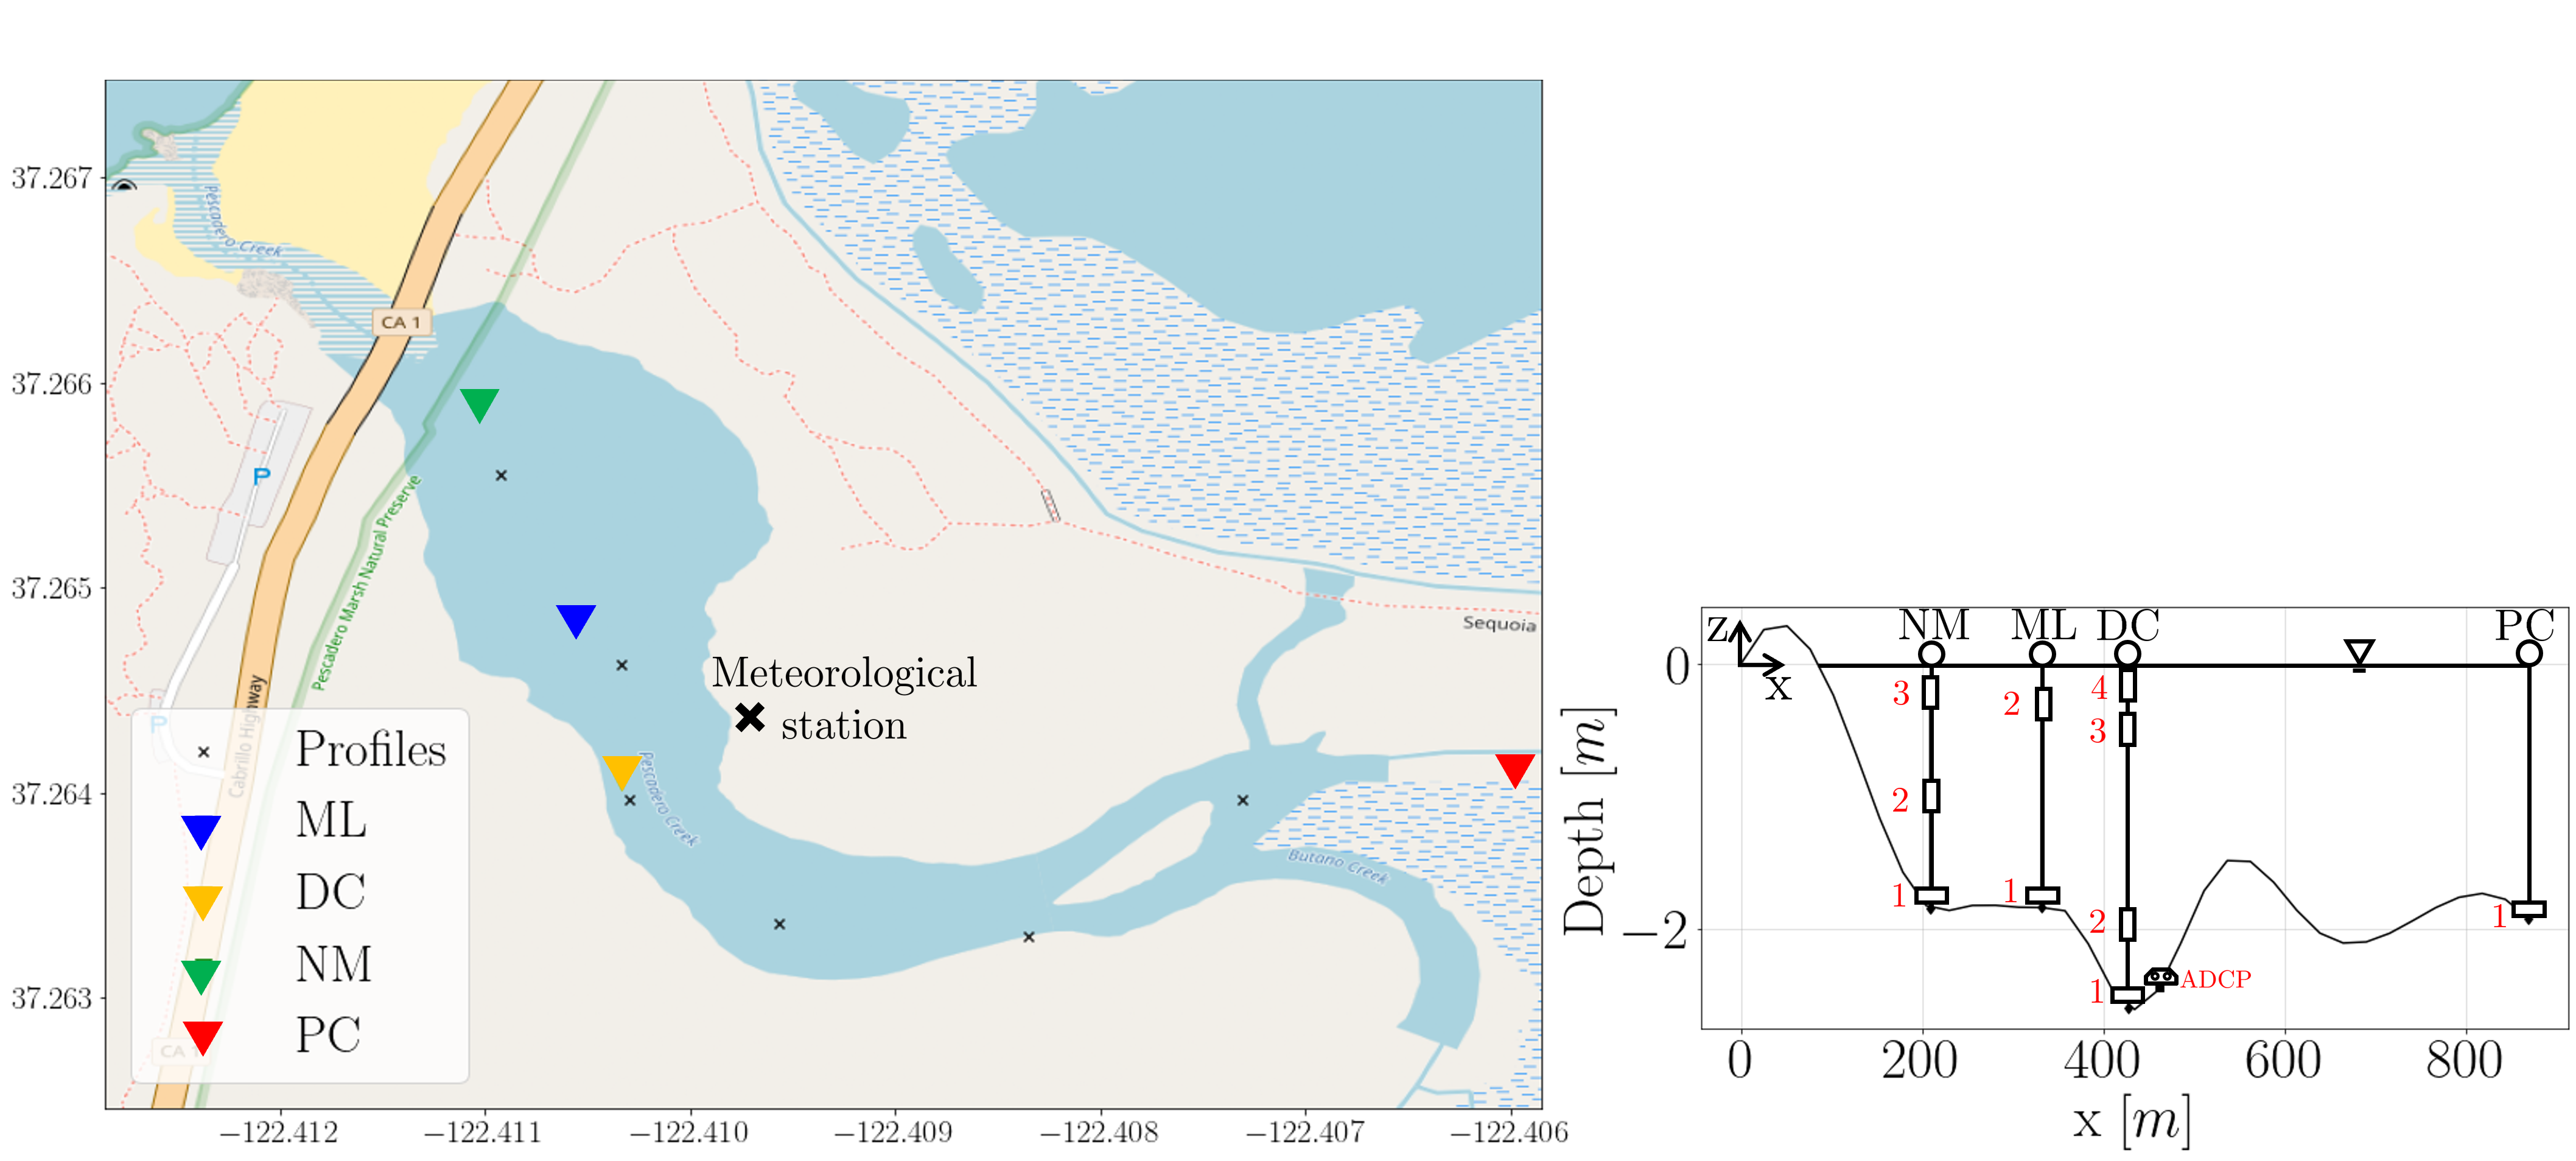 37.267
37.266
37.265
37.264
37.263
−122.412
−122.411
−122.410
−122.409
−122.408
−122.407
−122.406
Pescadero Creek
CA 1
P
Pescadero Marsh Natural Preserve
Cabrillo Highway
P
CA 1
Meteorological
station
Pescadero Creek
Butano Creek
Sequoia
Profiles
ML
DC
NM
PC
Depth [m]
0
−2
z
x
NM
ML
DC
PC
3
2
1
2
1
4
3
2
1
ADCP
1
0
200
400
600
800
x [m]